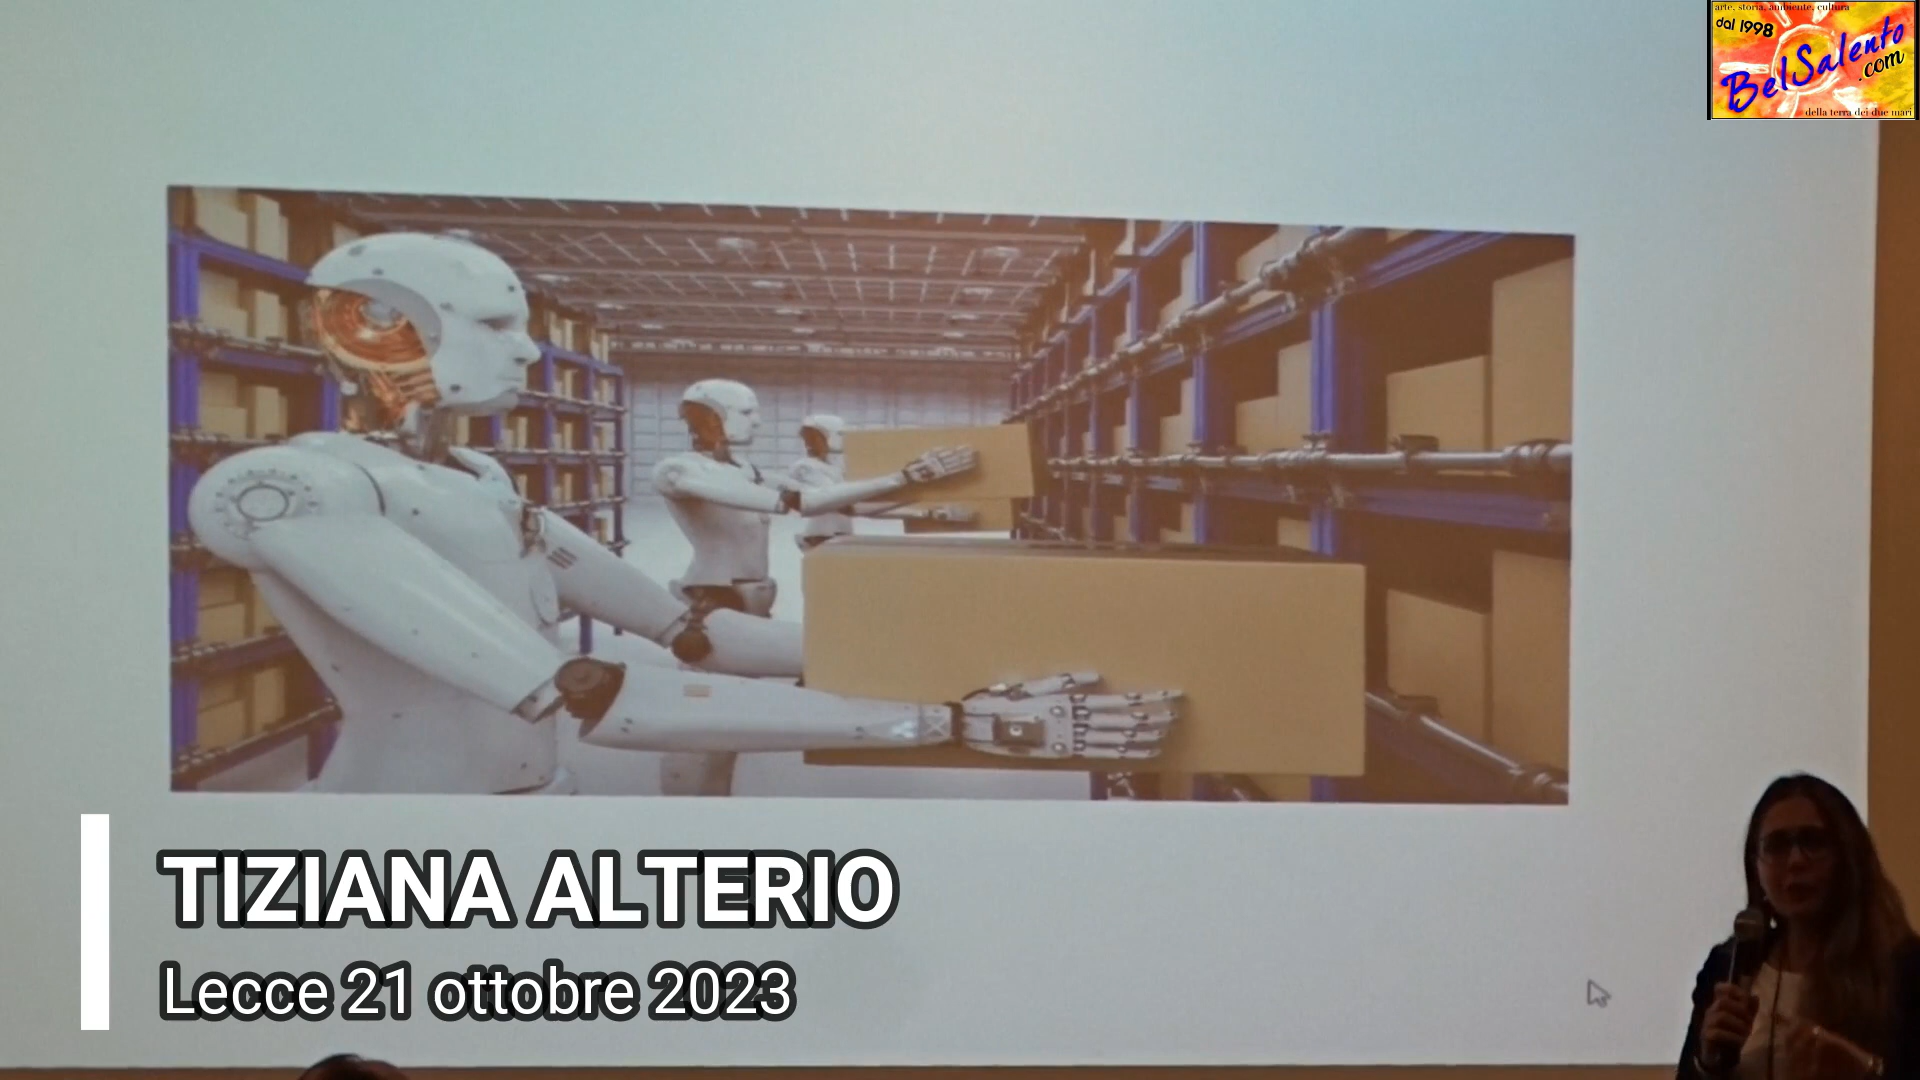 arte, storia, ambiente, cultura
dal 1998
BelSalento
.com
della terra dei due mari
TIZIANA ALTERIO
Lecce 21 ottobre 2023